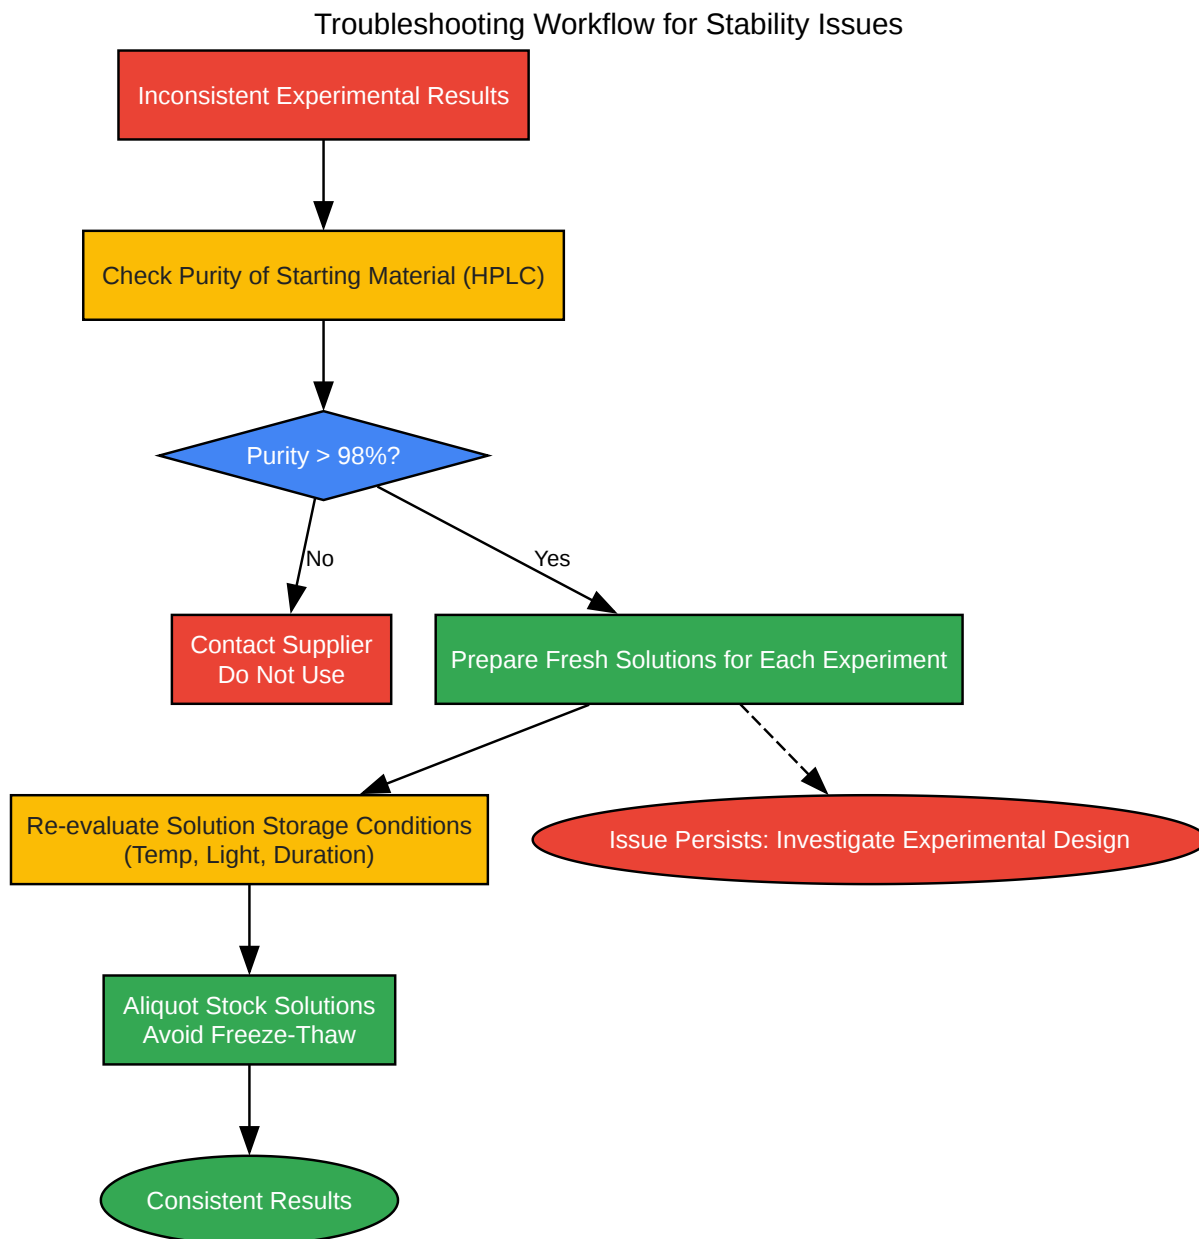 Troubleshooting Workflow for Stability Issues
Inconsistent Experimental Results
Check Purity of Starting Material (HPLC)
Purity > 98%?
No
Yes
Contact Supplier
Do Not Use
Prepare Fresh Solutions for Each Experiment
Re-evaluate Solution Storage Conditions
(Temp, Light, Duration)
Issue Persists: Investigate Experimental Design
Aliquot Stock Solutions
Avoid Freeze-Thaw
Consistent Results